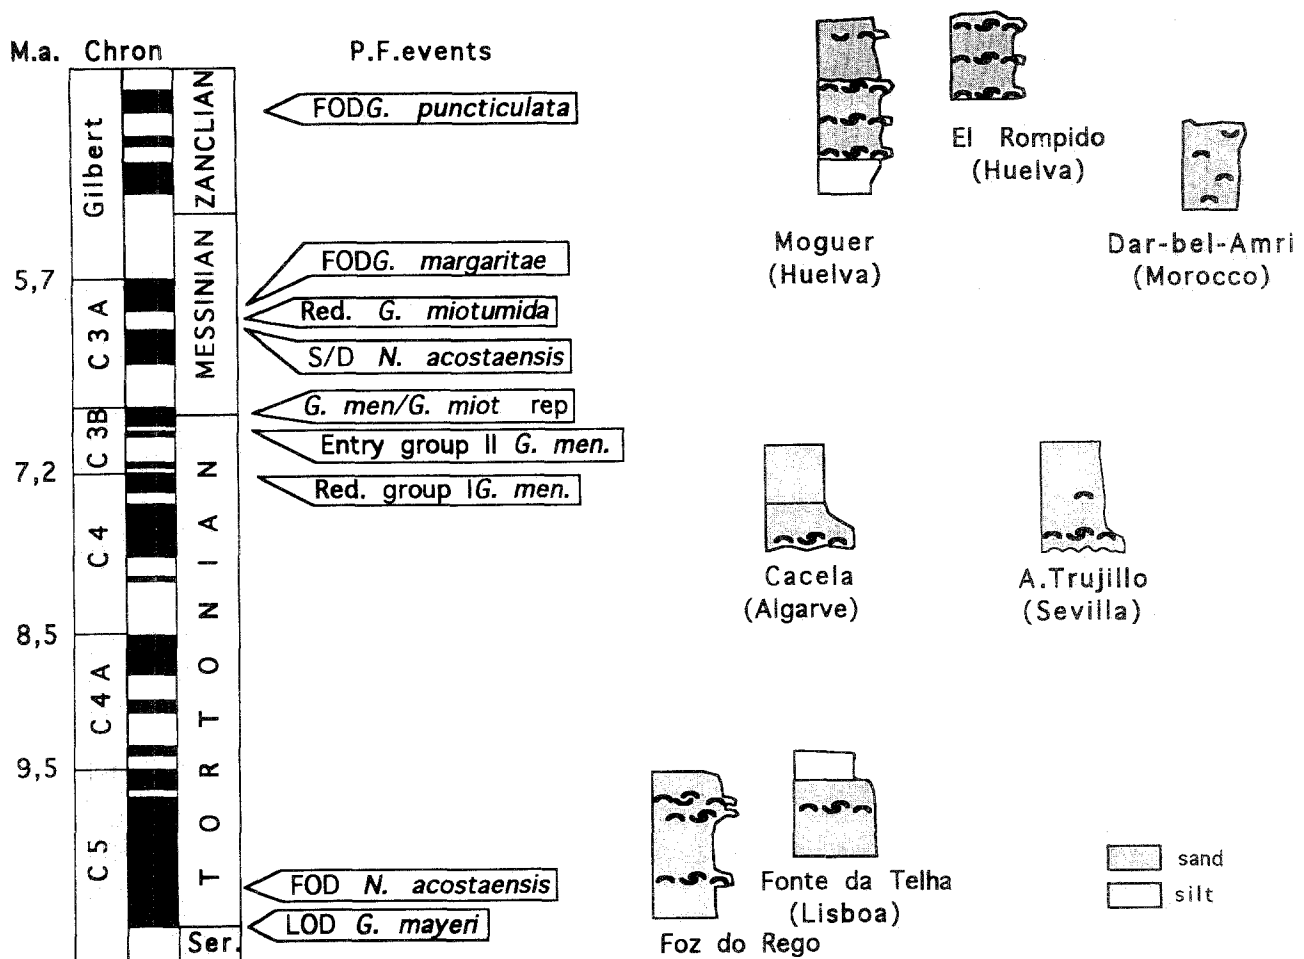 M.a. Chron P.F.events
Gilbert
C 3 A
C 3B
C 4
C 4 A
C 5
5,7
7,2
8,5
9,5
ZANCLIAN
MESSINIAN
TORTONIAN
Ser.
FODG. puncticulata
FODG. margaritae
Red. G. miotumida
S/D N. acostaensis
G. men/G. miot rep
Entry group II G. men.
Red. group IG. men.
FOD N. acostaensis
LOD G. mayeri
Moguer
(Huelva)
El Rompido
(Huelva)
Dar-bel-Amri
(Morocco)
Cacela
(Algarve)
A.Trujillo
(Sevilla)
Foz do Rego
Fonte da Telha
(Lisboa)
sand
silt